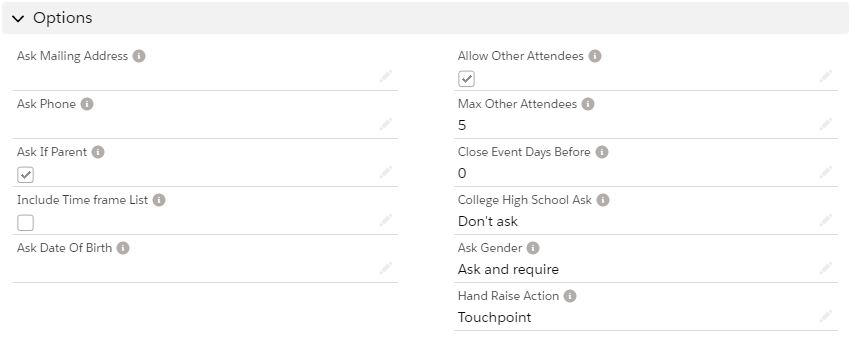 Options
Ask Mailing Address
Ask Phone
Ask If Parent
Include Time frame List
Ask Date Of Birth
Allow Other Attendees
Max Other Attendees
5
Close Event Days Before
0
College High School Ask
Don't ask
Ask Gender
Ask and require
Hand Raise Action
Touchpoint